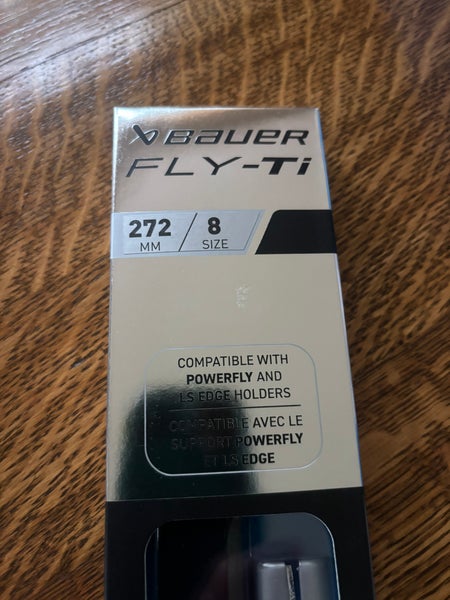 BAUER
FLY-Ti
272 / 8
MM SIZE
COMPATIBLE WITH
POWERFLY AND
LS EDGE HOLDERS
COMPATIBLE AVEC LE
SUPPORT POWERFLY
ET LS EDGE